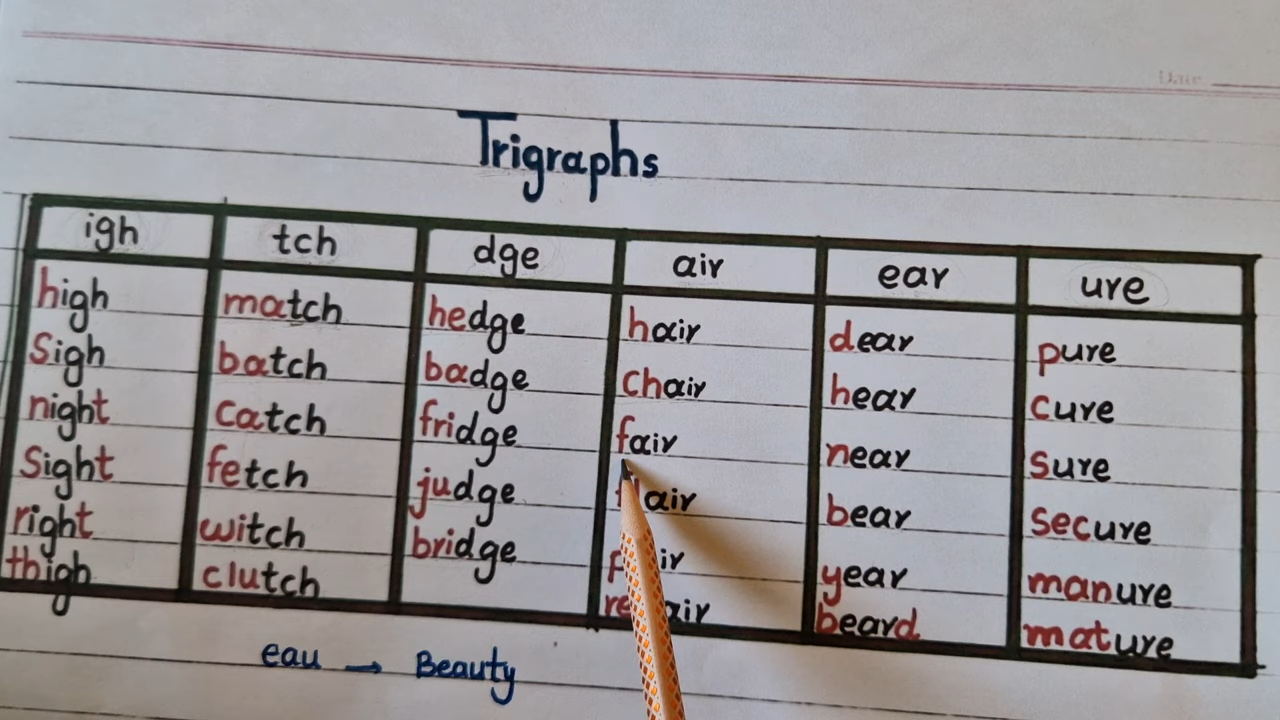 Date
Trigraphs
igh tch dge air ear ure
high match hedge hair dear pure
Sigh batch badge chair hear cure
night catch fridge fair near sure
Sight fetch judge air bear secure
right witch bridge year manure
thigh clutch beard mature
eau → Beauty